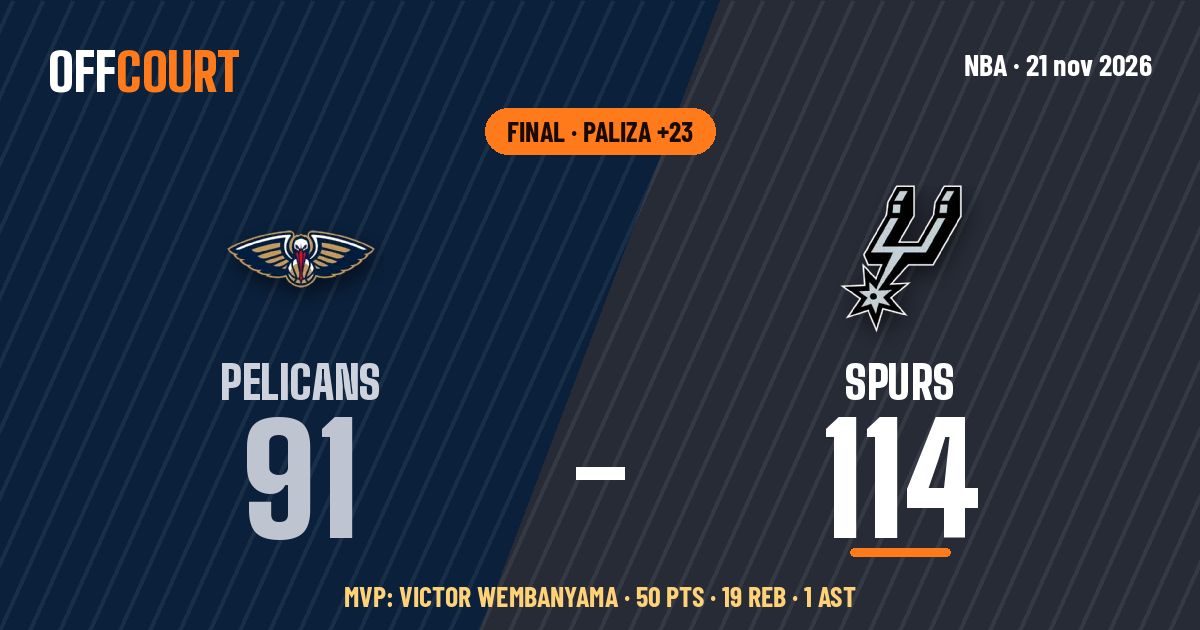 OFFCOURT
NBA · 21 nov 2026
FINAL · PALIZA +23
PELICANS
SPURS
91 – 114
MVP: VICTOR WEMBANYAMA · 50 PTS · 19 REB · 1 AST